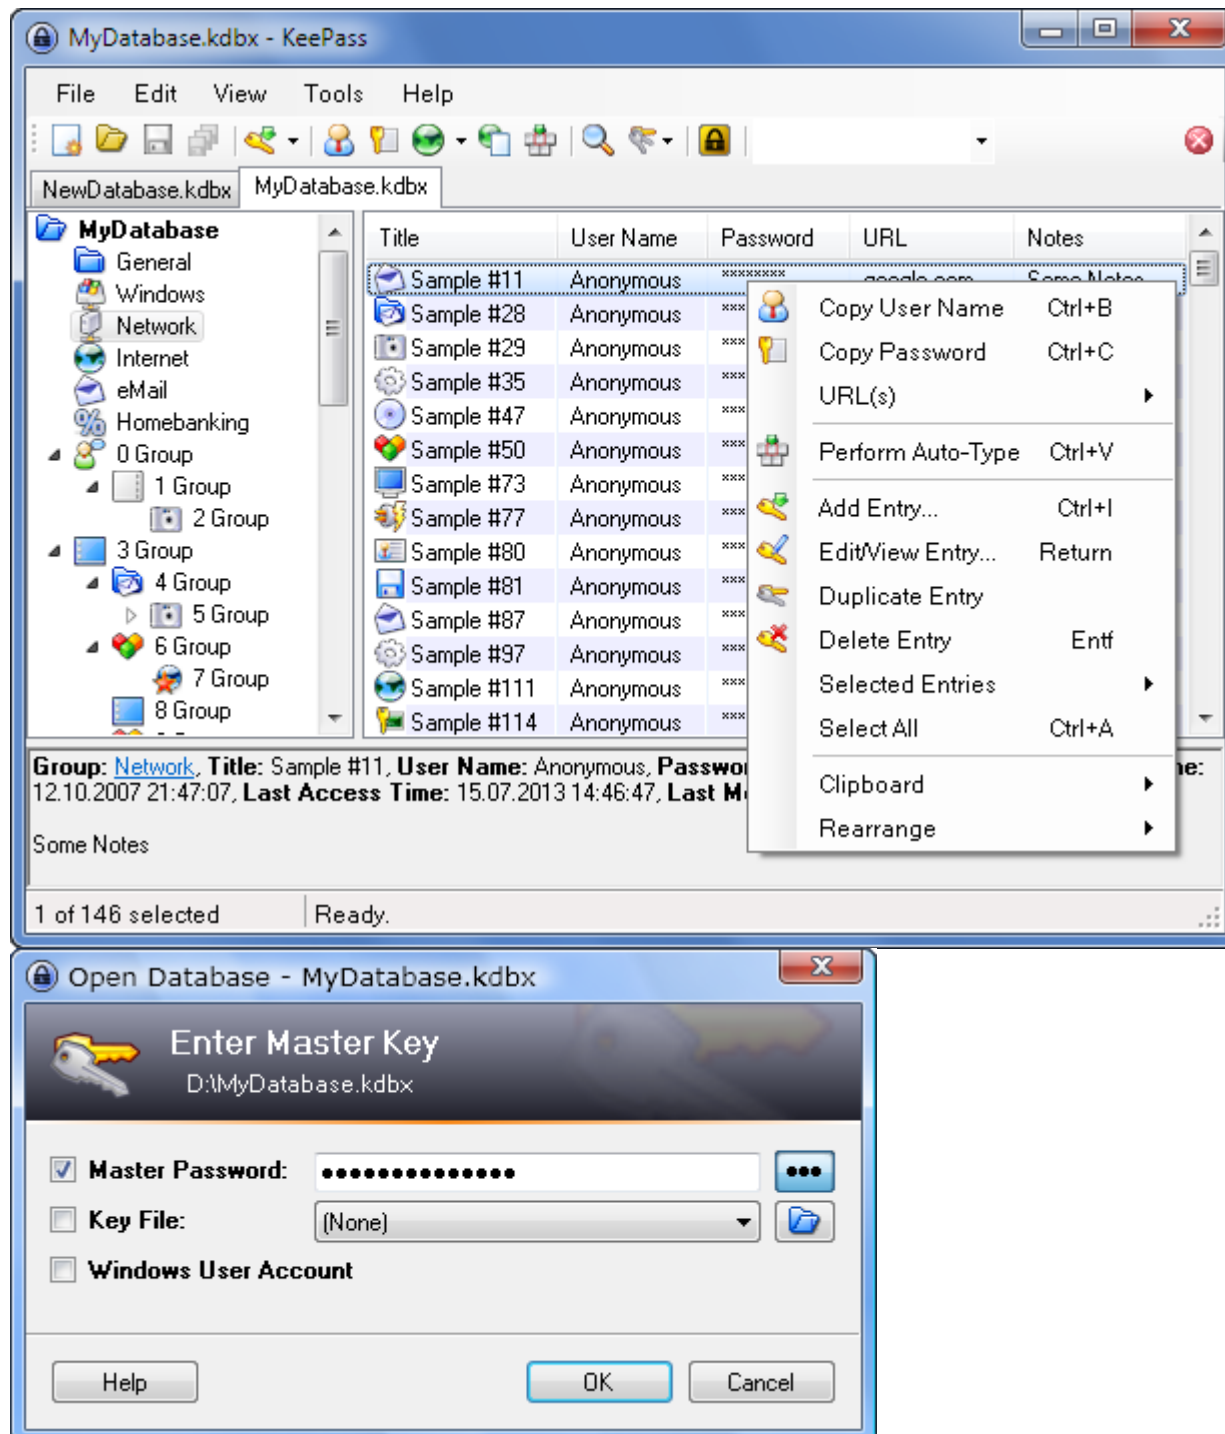 MyDatabase.kdbx - KeePass
File Edit View Tools Help
NewDatabase.kdbx MyDatabase.kdbx
MyDatabase
General
Windows
Network
Internet
eMail
Homebanking
0 Group
1 Group
2 Group
3 Group
4 Group
5 Group
6 Group
7 Group
8 Group
Title User Name Password URL Notes
Sample #11 Anonymous ******** google.com Some Notes
Sample #28 Anonymous ***
Sample #29 Anonymous ***
Sample #35 Anonymous ***
Sample #47 Anonymous ***
Sample #50 Anonymous ***
Sample #73 Anonymous ***
Sample #77 Anonymous ***
Sample #80 Anonymous ***
Sample #81 Anonymous ***
Sample #87 Anonymous ***
Sample #97 Anonymous ***
Sample #111 Anonymous ***
Sample #114 Anonymous ***
Copy User Name Ctrl+B
Copy Password Ctrl+C
URL(s)
Perform Auto-Type Ctrl+V
Add Entry... Ctrl+I
Edit/View Entry... Return
Duplicate Entry
Delete Entry Entf
Selected Entries
Select All Ctrl+A
Clipboard
Rearrange
Group: Network, Title: Sample #11, User Name: Anonymous,
12.10.2007 21:47:07, Last Access Time: 15.07.2013 14:46:47, Last
Some Notes
1 of 146 selected Ready.
Open Database - MyDatabase.kdbx
Enter Master Key
D:\MyDatabase.kdbx
Master Password: ••••••••••••••
Key File: (None)
Windows User Account
Help OK Cancel